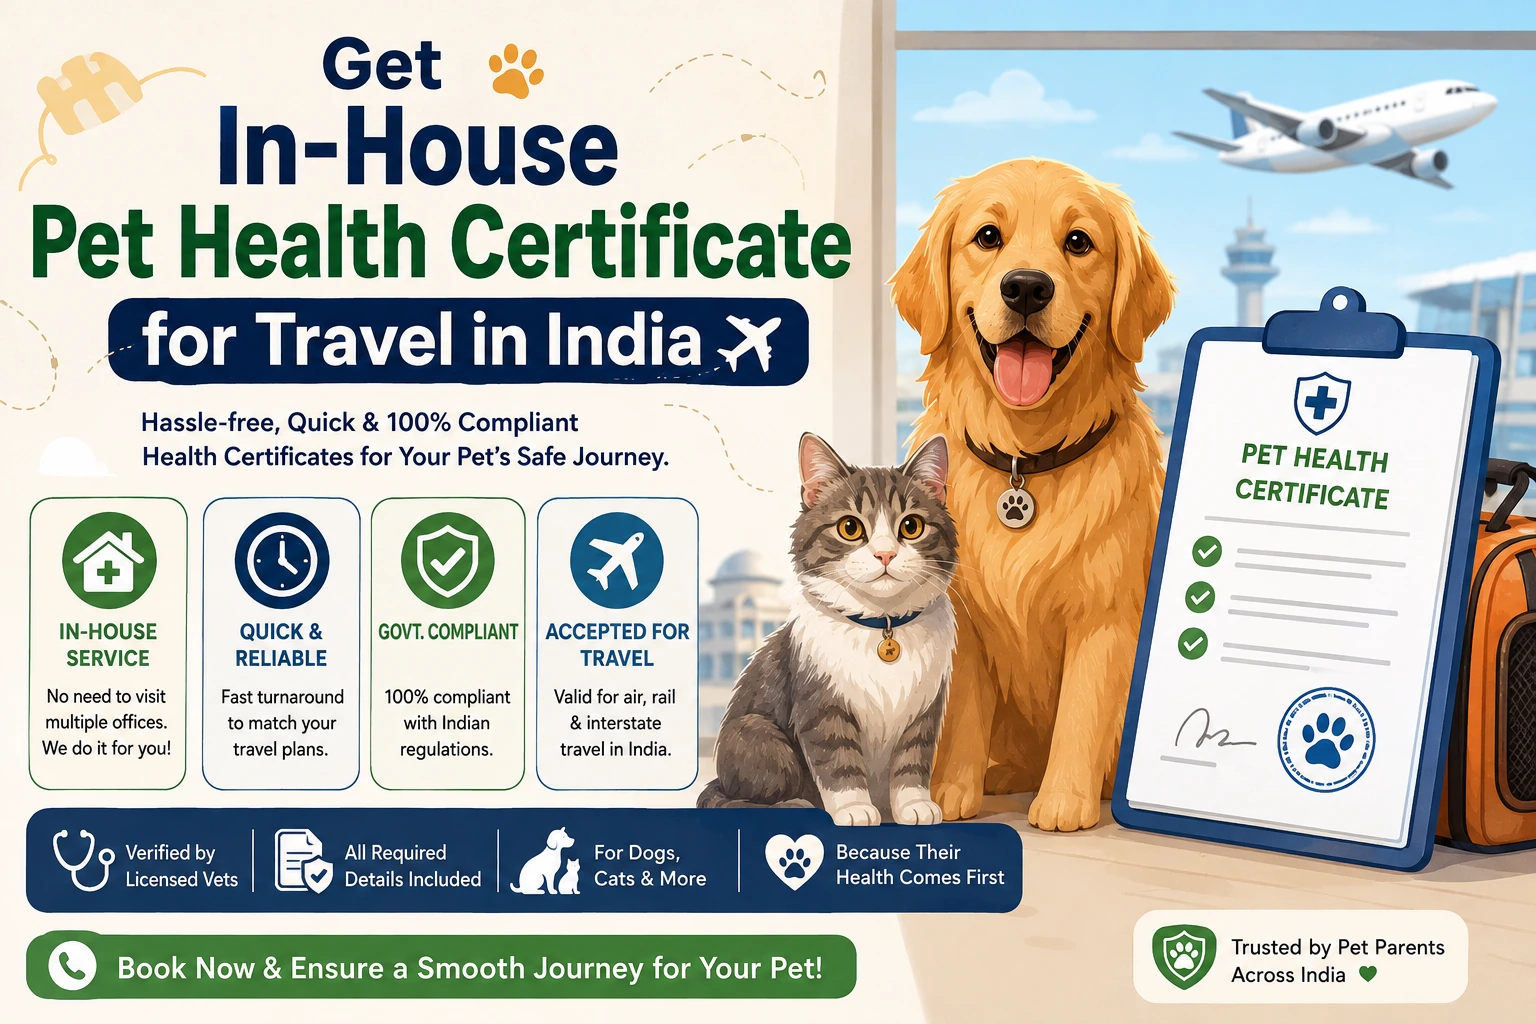 Get
In-House
Pet Health Certificate
for Travel in India
Hassle-free, Quick & 100% Compliant
Health Certificates for Your Pet's Safe Journey.
IN-HOUSE
SERVICE
No need to visit
multiple offices.
We do it for you!
QUICK &
RELIABLE
Fast turnaround
to match your
travel plans.
GOVT. COMPLIANT
100% compliant
with Indian
regulations.
ACCEPTED FOR
TRAVEL
Valid for air, rail
& interstate
travel in India.
PET HEALTH
CERTIFICATE
Verified by
Licensed Vets
All Required
Details Included
For Dogs,
Cats & More
Because Their
Health Comes First
Book Now & Ensure a Smooth Journey for Your Pet!
Trusted by Pet Parents
Across India